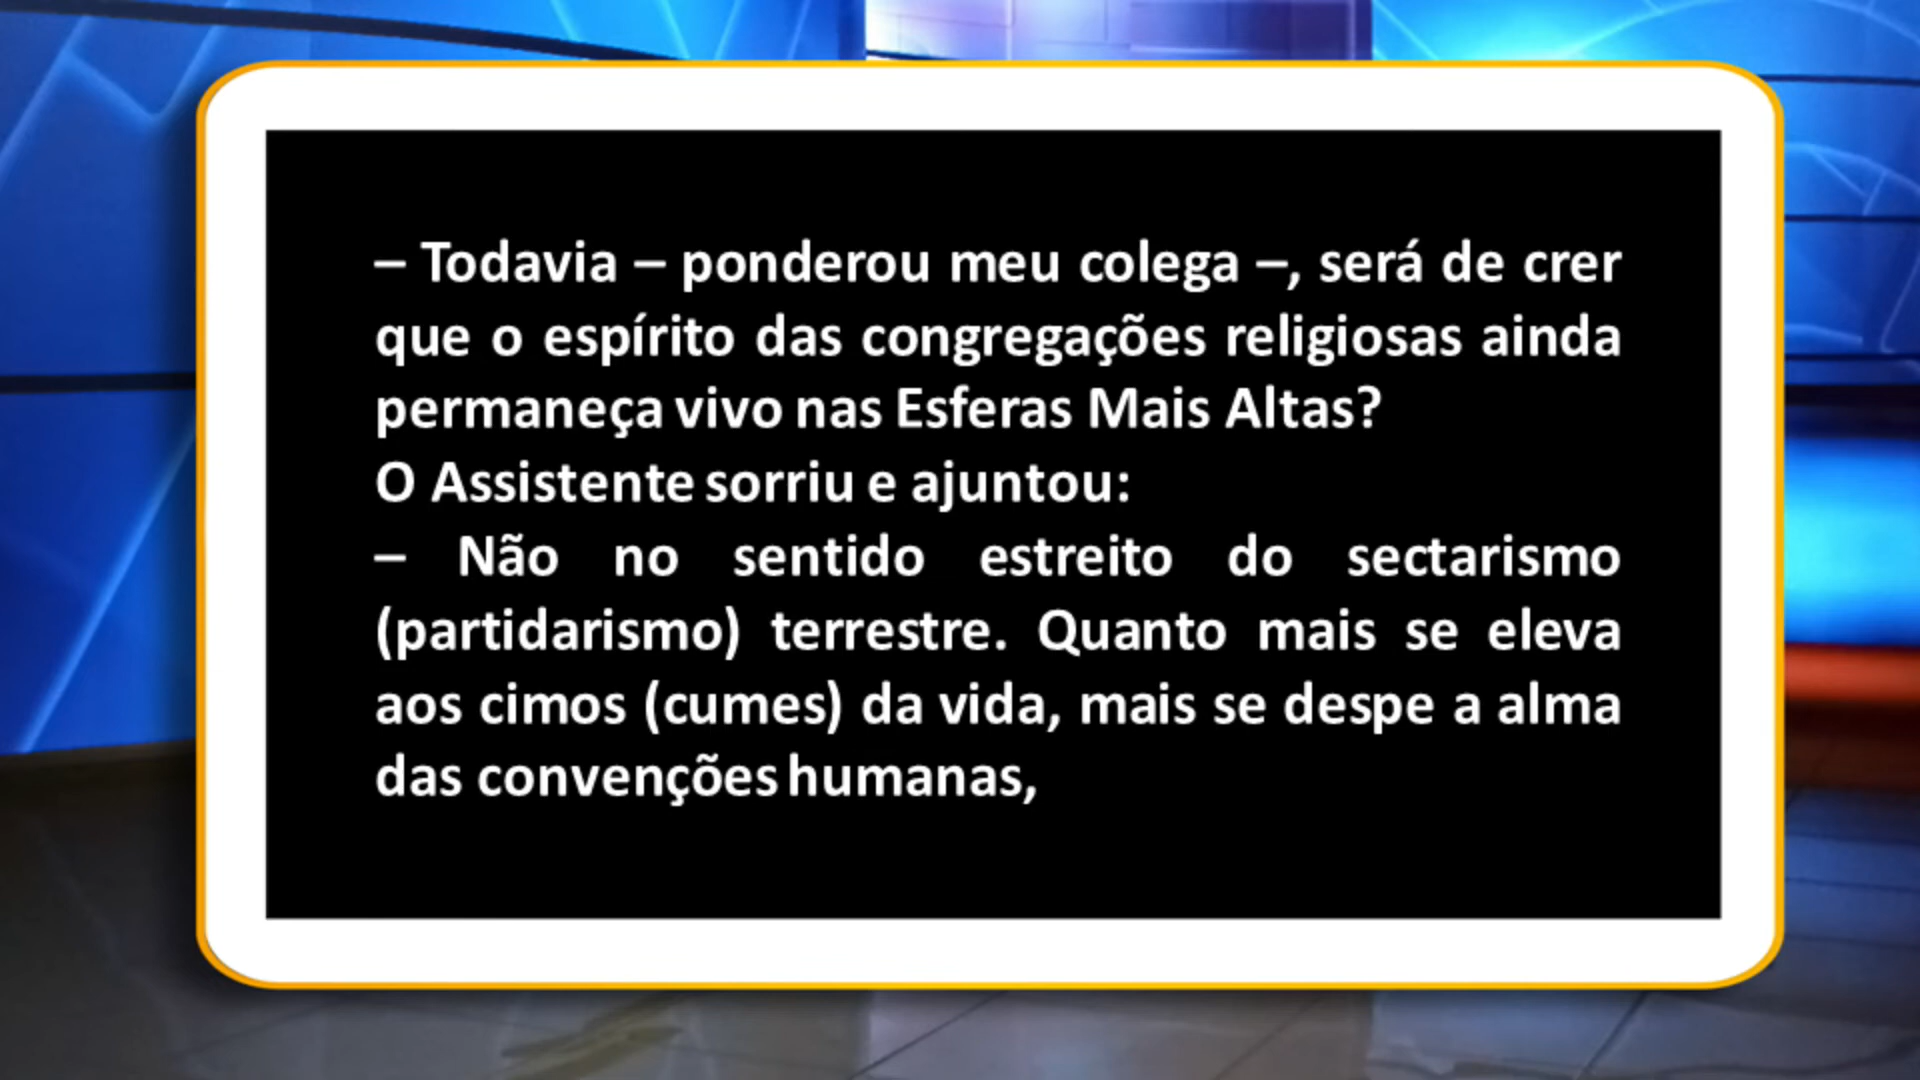 – Todavia – ponderou meu colega –, será de crer
que o espírito das congregações religiosas ainda
permaneça vivo nas Esferas Mais Altas?
O Assistente sorriu e ajuntou:
– Não no sentido estreito do sectarismo
(partidarismo) terrestre. Quanto mais se eleva
aos cimos (cumes) da vida, mais se despe a alma
das convenções humanas,